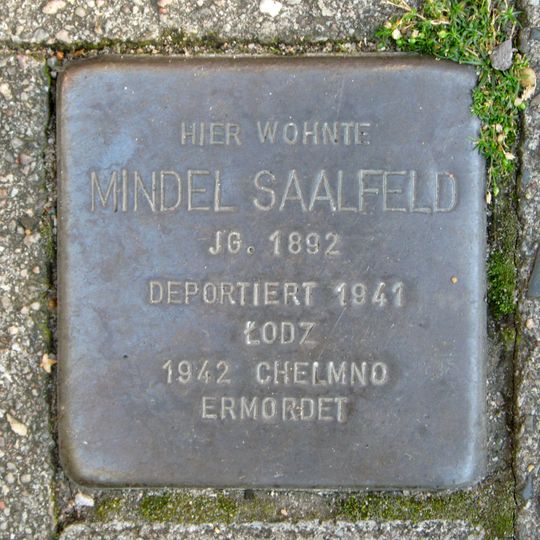 HIER WOHNTE
MINDEL SAALFELD
JG. 1892
DEPORTIERT 1941
ŁODZ
1942 CHELMNO
ERMORDET